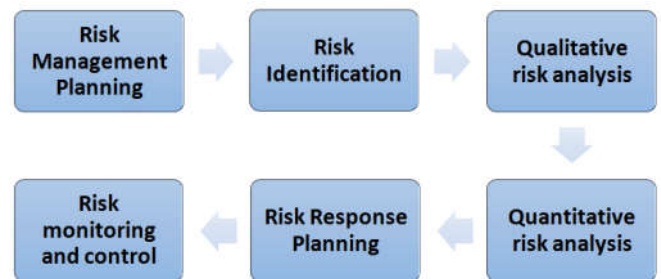 Risk
Management
Planning
Risk
Identification
Qualitative
risk analysis
Quantitative
risk analysis
Risk Response
Planning
Risk
monitoring
and control